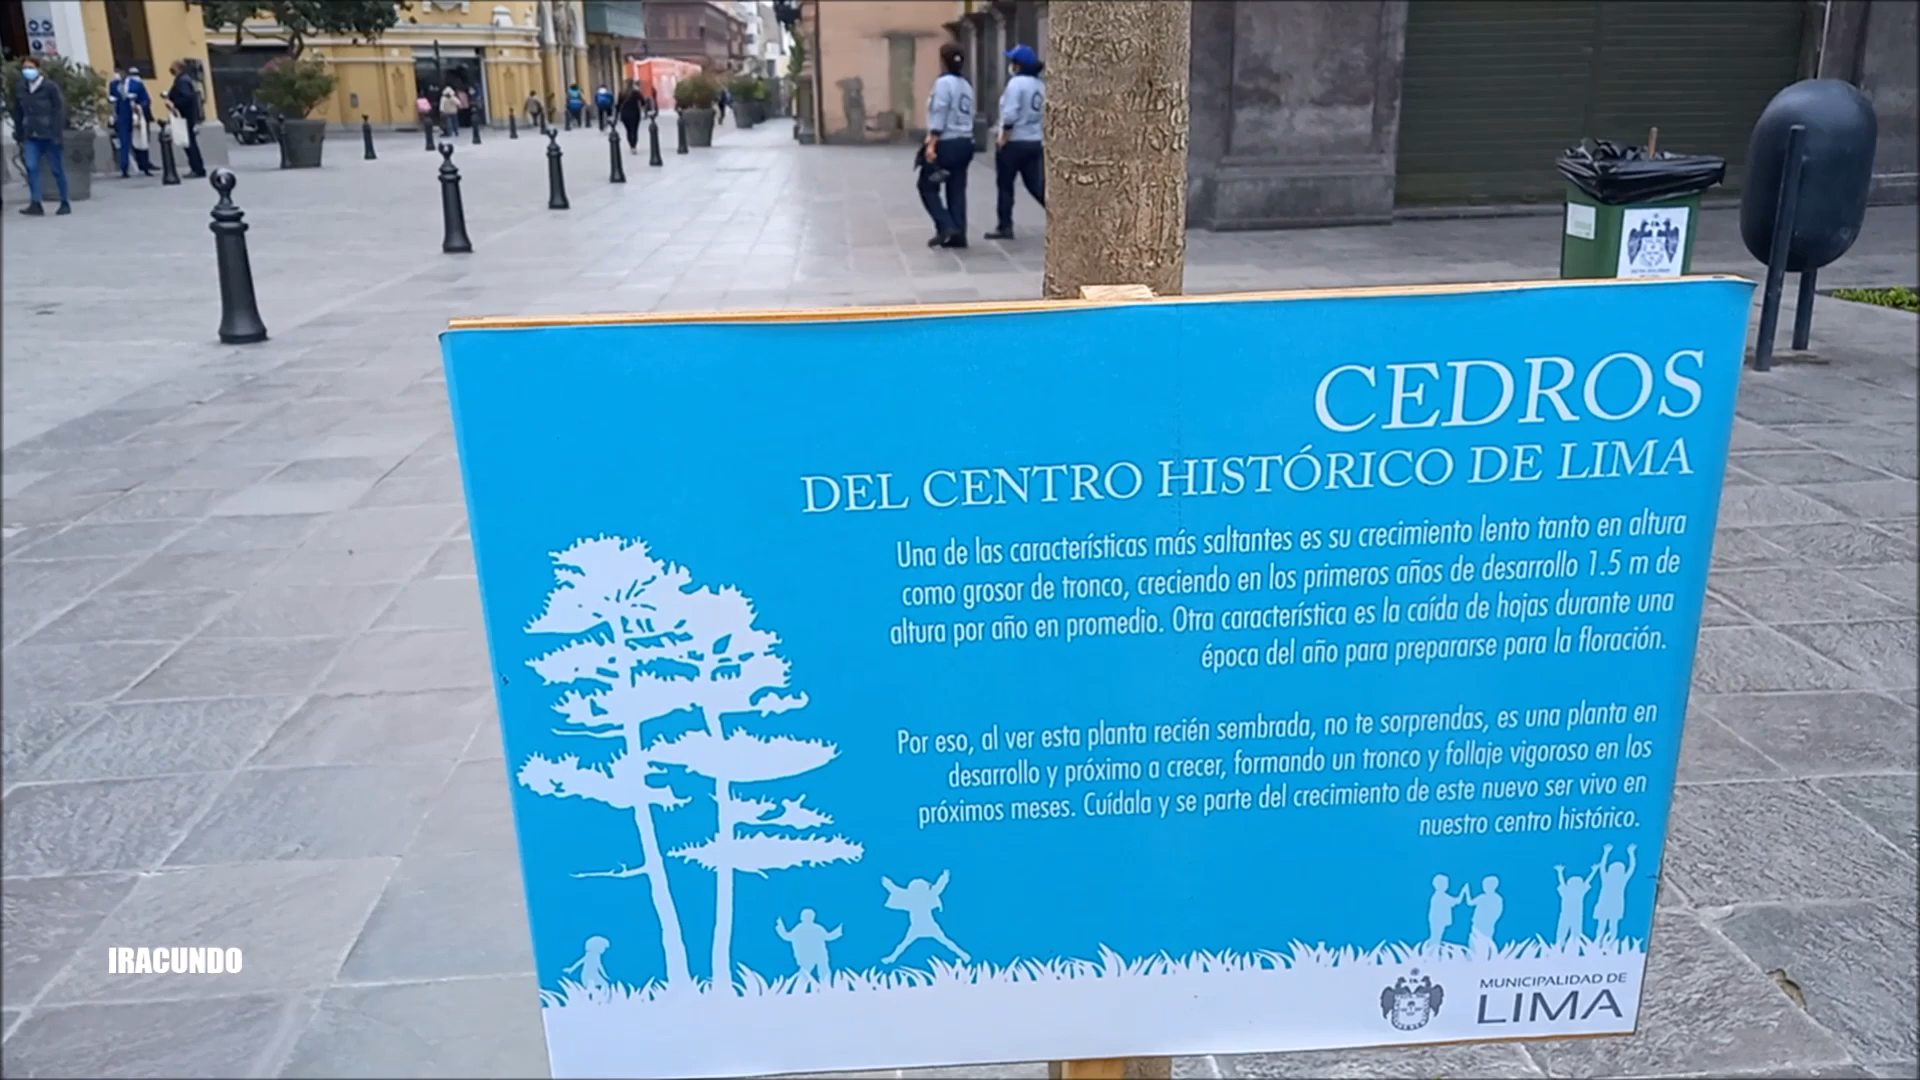 CEDROS
DEL CENTRO HISTÓRICO DE LIMA
Una de las características más saltantes es su crecimiento lento tanto en altura
como grosor de tronco, creciendo en los primeros años de desarrollo 1.5 m de
altura por año en promedio. Otra característica es la caída de hojas durante una
época del año para prepararse para la floración.
Por eso, al ver esta planta recién sembrada, no te sorprendas, es una planta en
desarrollo y próximo a crecer, formando un tronco y follaje vigoroso en los
próximos meses. Cuídala y se parte del crecimiento de este nuevo ser vivo en
nuestro centro histórico.
IRACUNDO
MUNICIPALIDAD DE
LIMA